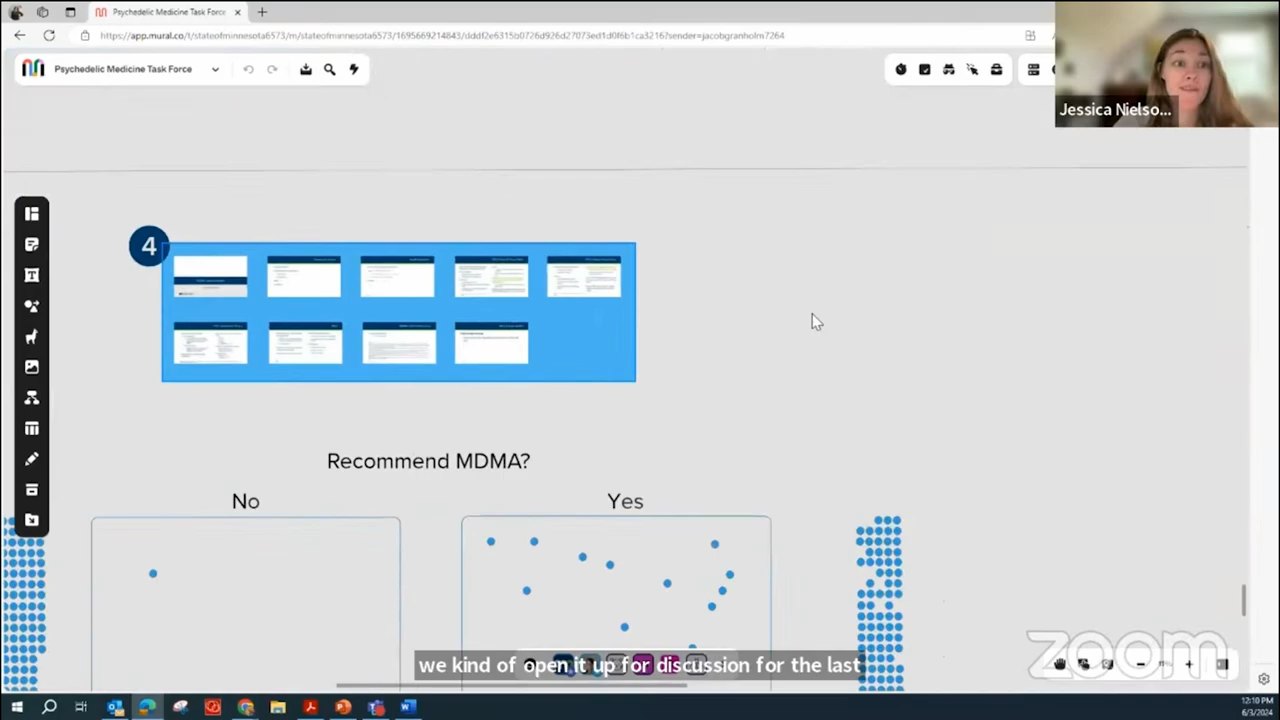 Psychedelic Medicine Task Force
https://app.mural.co/t/stateofminnesota6573/m/stateofminnesota6573/1695669214843/dddf2e6315b0726d926d27073ed1d0f6b1ca3216?sender=jacobgranholm7264
Psychedelic Medicine Task Force
Jessica Nielso...
4
Recommend MDMA?
No
Yes
we kind of open it up for discussion for the last
zoom
12:10 PM
6/3/2024